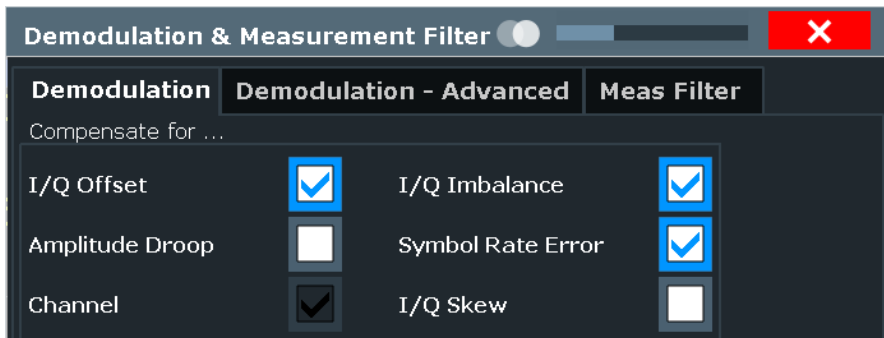 Demodulation & Measurement Filter
Demodulation Demodulation - Advanced Meas Filter
Compensate for ...
I/Q Offset I/Q Imbalance
Amplitude Droop Symbol Rate Error
Channel I/Q Skew